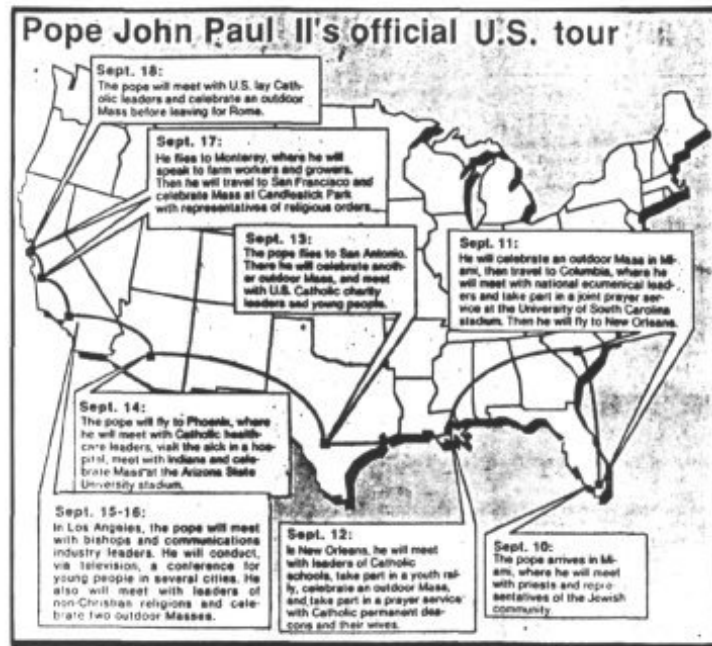 Pope John Paul II's official U.S. tour
Sept. 18:
The pope will meet with U.S. lay Cath-
olic leaders and celebrate an outdoor
Mass before leaving for Rome.
Sept. 17:
He flies to Monterey, where he will
speak to farm workers and growers.
Then he will travel to San Francisco and
celebrate Mass at Candlestick Park
with representatives of religious orders.
Sept. 13:
The pope flies to San Antonio.
There he will celebrate anoth-
er outdoor Mass, and meet
with U.S. Catholic charity
leaders and young people.
Sept. 11:
He will celebrate an outdoor Mass in Mi-
ami, then travel to Columbia, where he
will meet with national ecumenical lead-
ers and take part in a joint prayer ser-
vice at the University of South Carolina
stadium. Then he will fly to New Orleans.
Sept. 14:
The pope will fly to Phoenix, where
he will meet with Catholic health-
care leaders, visit the sick in a hos-
pital, meet with Indians and cele-
brate Mass at the Arizona State
University stadium.
Sept. 15-16:
In Los Angeles, the pope will meet
with bishops and communications
industry leaders. He will conduct,
via television, a conference for
young people in several cities. He
also will meet with leaders of
non-Christian religions and cele-
brate two outdoor Masses.
Sept. 12:
In New Orleans, he will meet
with leaders of Catholic
schools, take part in a youth ral-
ly, celebrate an outdoor Mass,
and take part in a prayer service
with Catholic permanent dea-
cons and their wives.
Sept. 10:
The pope arrives in Mi-
ami, where he will meet
with priests and repre-
sentatives of the Jewish
community.